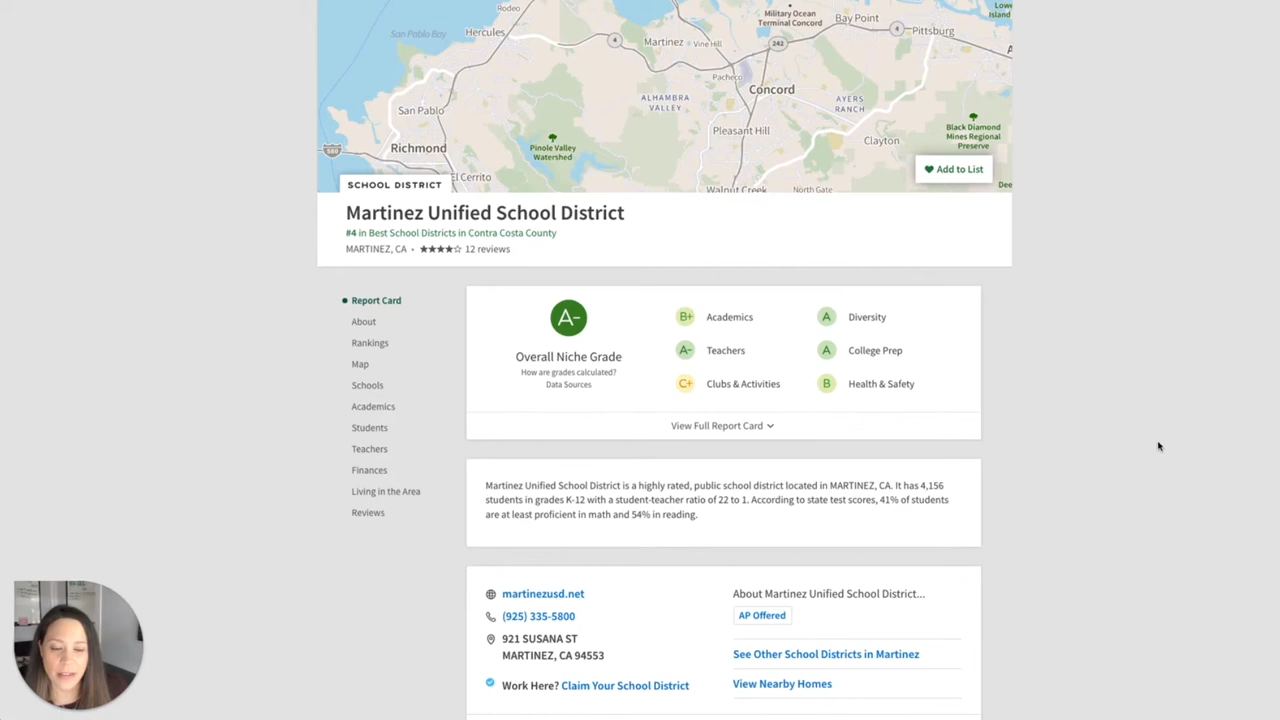 Rodeo
Military Ocean
Terminal Concord
Lowe
Island
Bay Point
San Pablo Bay
Hercules
4
Martinez
Vine Hill
242
4
Pittsburg
A
Pacheco
Concord
San Pablo
ALHAMBRA
VALLEY
AYERS
RANCH
Pleasant Hill
Clayton
Black Diamond
Mines Regional
Preserve
580
Richmond
Pinole Valley
Watershed
Add to List
El Cerrito
Walnut Creek
North Gate
Dee
SCHOOL DISTRICT
Martinez Unified School District
#4 in Best School Districts in Contra Costa County
MARTINEZ, CA • ★★★★☆ 12 reviews
Report Card
About
Rankings
Map
Schools
Academics
Students
Teachers
Finances
Living in the Area
Reviews
A-
Overall Niche Grade
How are grades calculated?
Data Sources
B+ Academics
A- Teachers
C+ Clubs & Activities
A Diversity
A College Prep
B Health & Safety
View Full Report Card
Martinez Unified School District is a highly rated, public school district located in MARTINEZ, CA. It has 4,156
students in grades K-12 with a student-teacher ratio of 22 to 1. According to state test scores, 41% of students
are at least proficient in math and 54% in reading.
martinezusd.net
(925) 335-5800
921 SUSANA ST
MARTINEZ, CA 94553
Work Here? Claim Your School District
About Martinez Unified School District...
AP Offered
See Other School Districts in Martinez
View Nearby Homes